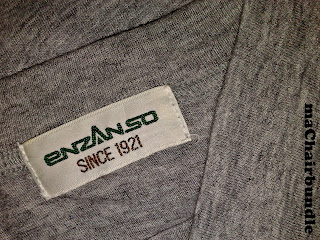 enzanso
SINCE 1921
maChairbundle